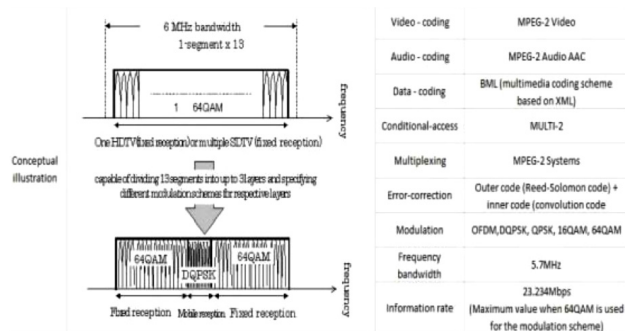 6 MHz bandwidth
1-segment x 13
1 64QAM
frequency
One HDTV(fixed reception)or multiple SDTV (fixed reception)
Conceptual
illustration
capable of dividing 13 segments into up to 3 layers and specifying
different modulation schemes for respective layers
64QAM
DQPSK
64QAM
frequency
Fixed reception
Mobile reception
Fixed reception
Video - coding
MPEG-2 Video
Audio - coding
MPEG-2 Audio AAC
Data - coding
BML (multimedia coding scheme
based on XML)
Conditional-access
MULTI-2
Multiplexing
MPEG-2 Systems
Error-correction
Outer code (Reed-Solomon code) +
inner code (convolution code
Modulation
OFDM,DQPSK, QPSK, 16QAM, 64QAM
Frequency
bandwidth
5.7MHz
Information rate
23.234Mbps
(Maximum value when 64QAM is used
for the modulation scheme)